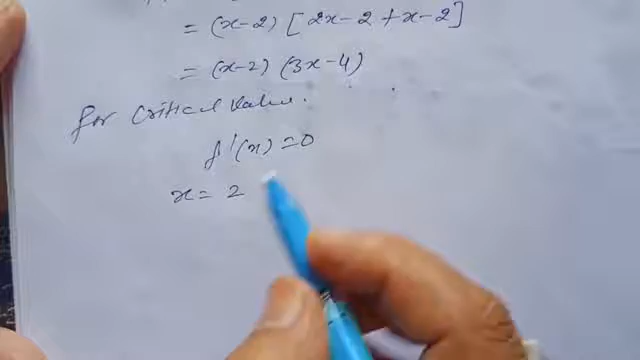 = (x-2) [2x-2+x-2]
= (x-2) (3x-4)
for Critical Value.
f'(x) = 0
x = 2